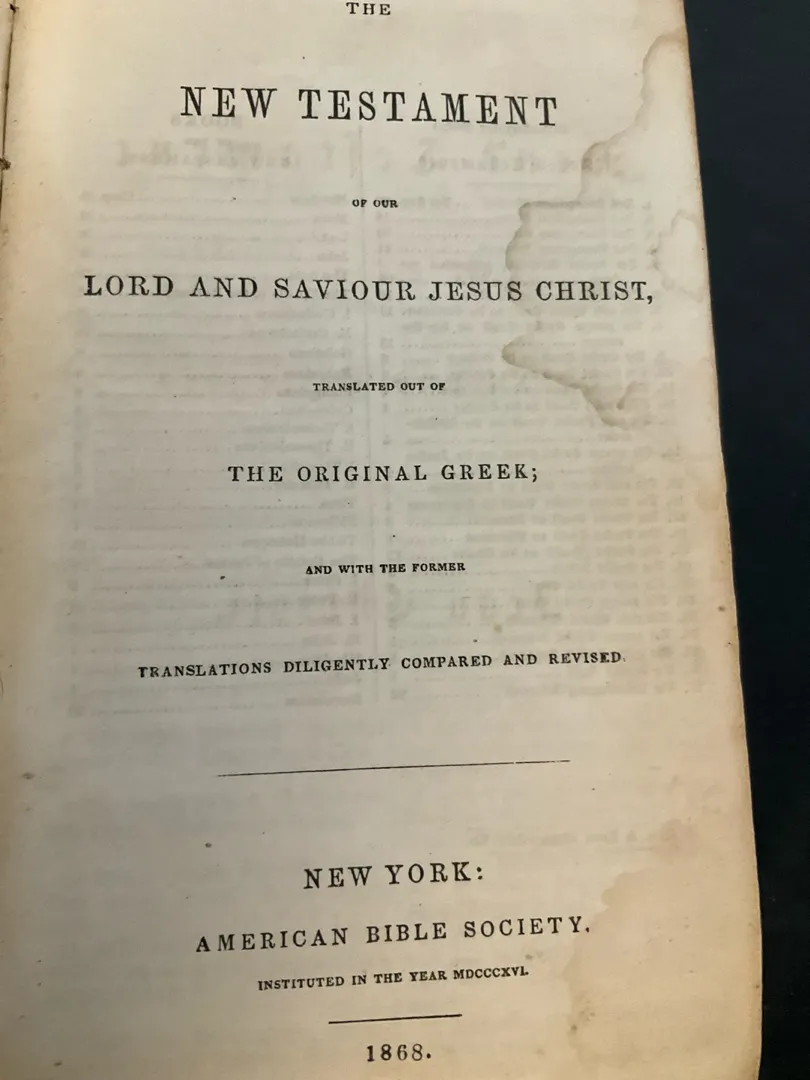 THE
NEW TESTAMENT
OF OUR
LORD AND SAVIOUR JESUS CHRIST,
TRANSLATED OUT OF
THE ORIGINAL GREEK;
AND WITH THE FORMER
TRANSLATIONS DILIGENTLY COMPARED AND REVISED.
NEW YORK:
AMERICAN BIBLE SOCIETY,
INSTITUTED IN THE YEAR MDCCCXVI.
1868.